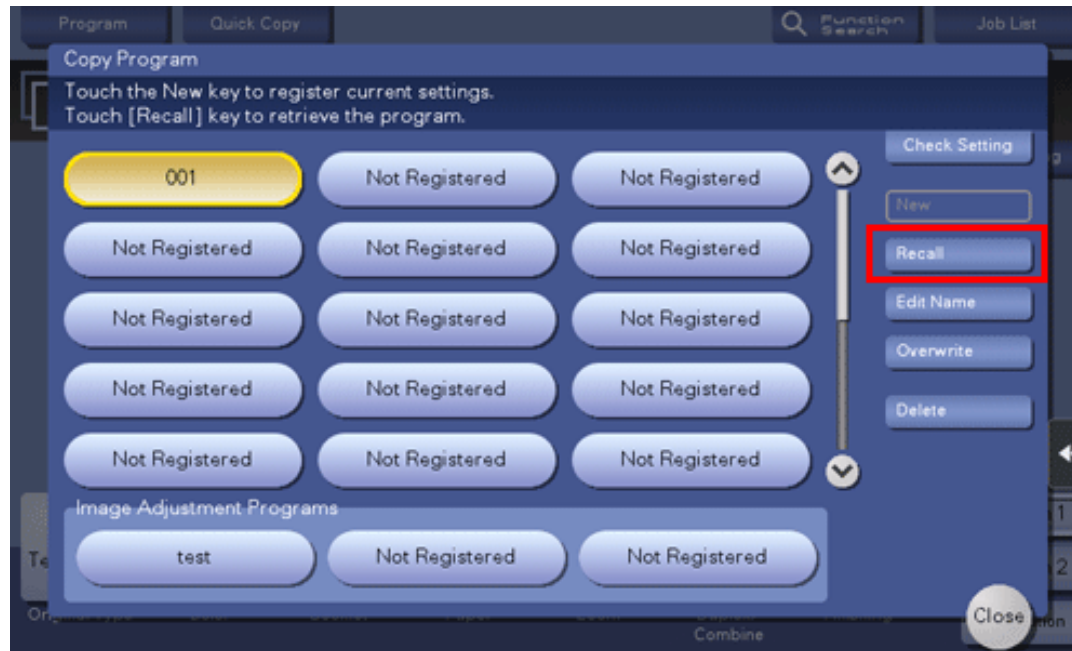 Program Quick Copy Function Search Job List
Copy Program
Touch the New key to register current settings.
Touch [Recall] key to retrieve the program.
Check Setting
001 Not Registered Not Registered
New
Not Registered Not Registered Not Registered
Recall
Not Registered Not Registered Not Registered
Edit Name
Overwrite
Not Registered Not Registered Not Registered
Delete
Not Registered Not Registered Not Registered
Image Adjustment Programs
1
test Not Registered Not Registered
2
Close
Combine